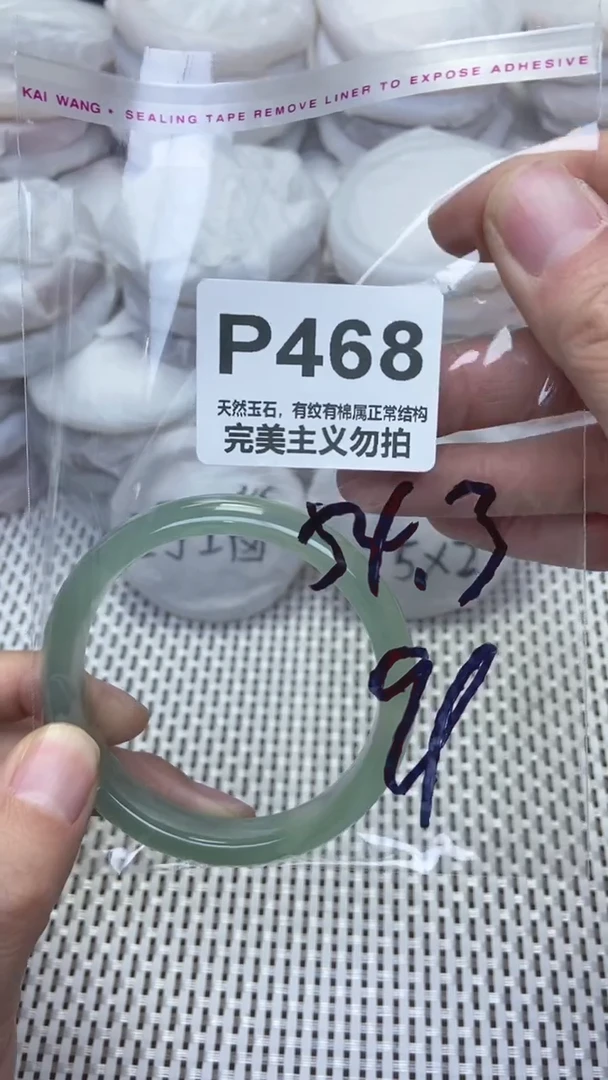 KAI WANG • SEALING TAPE REMOVE LINER TO EXPOSE ADHESIVE
P468
天然玉石，有纹有棉属正常结构
完美主义勿拍
54.3